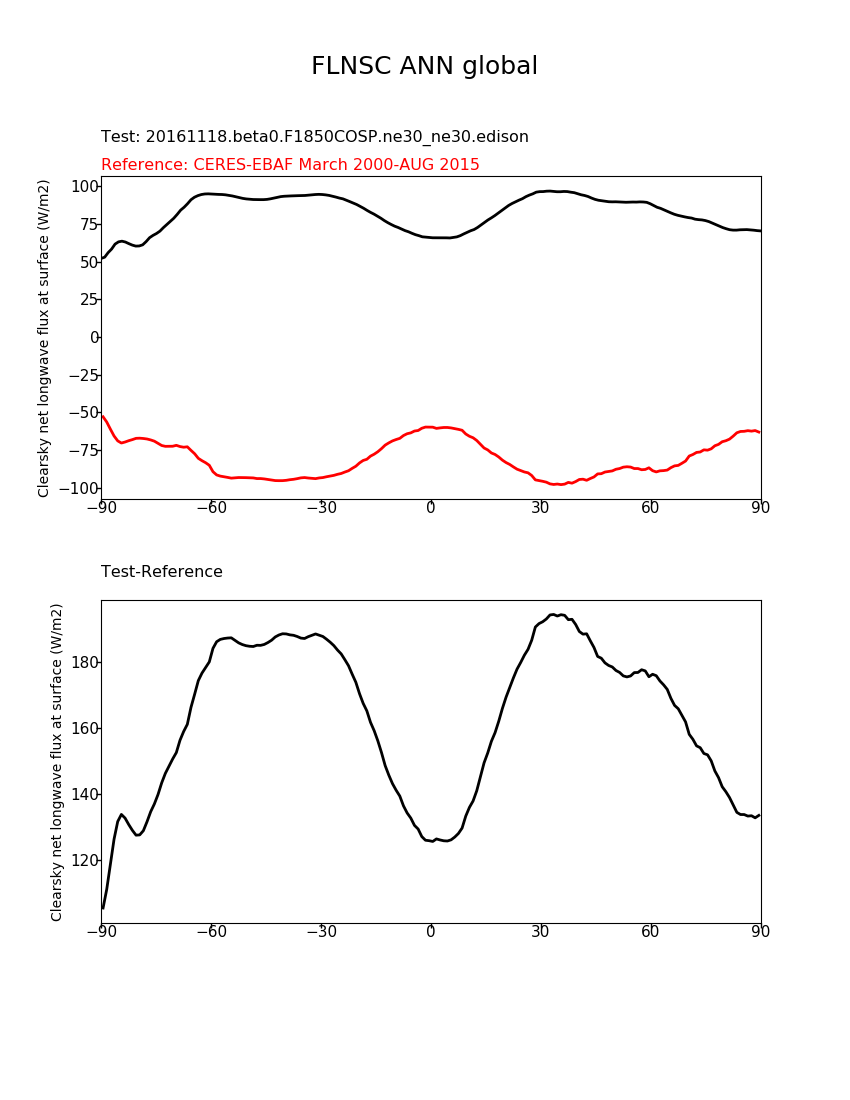 FLNSC ANN global
Test: 20161118.beta0.F1850COSP.ne30_ne30.edison
Reference: CERES-EBAF March 2000-AUG 2015
Clearsky net longwave flux at surface (W/m2)
100
75
50
25
0
−25
−50
−75
−100
−90 −60 −30 0 30 60 90
Test-Reference
Clearsky net longwave flux at surface (W/m2)
180
160
140
120
−90 −60 −30 0 30 60 90